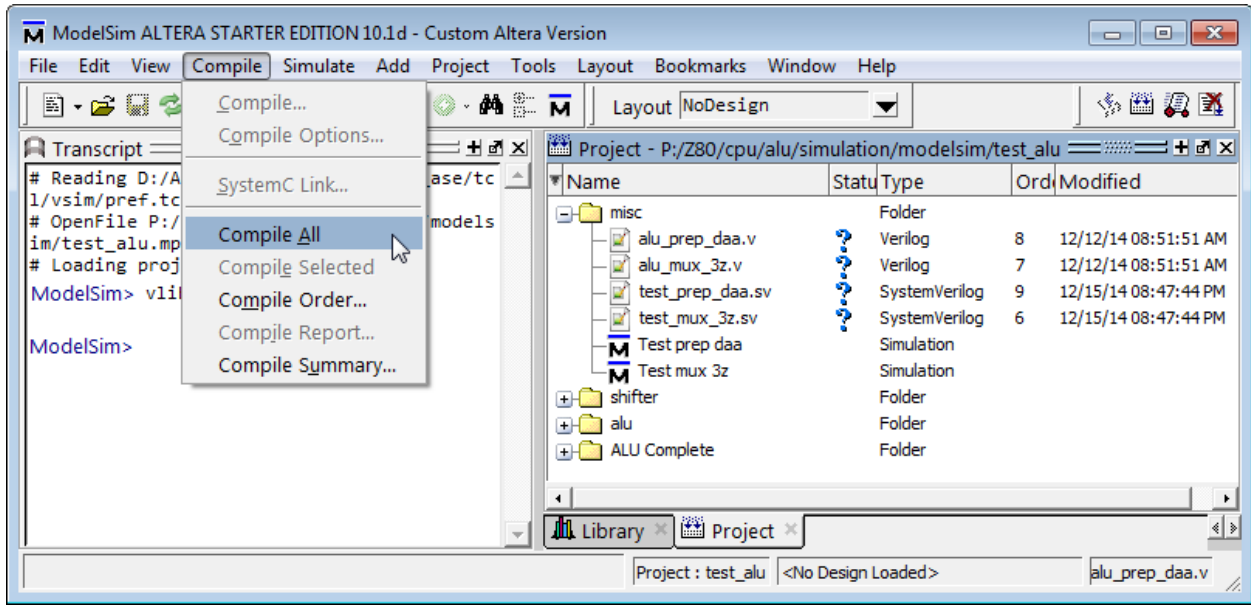 ModelSim ALTERA STARTER EDITION 10.1d - Custom Altera Version
File Edit View Compile Simulate Add Project Tools Layout Bookmarks Window Help
Layout NoDesign
Compile...
Compile Options...
SystemC Link...
Compile All
Compile Selected
Compile Order...
Compile Report...
Compile Summary...
Transcript
# Reading D:/A ase/tc
l/vsim/pref.tc
# OpenFile P:/ models
im/test_alu.mp
# Loading proj
ModelSim> vli
ModelSim>
Project - P:/Z80/cpu/alu/simulation/modelsim/test_alu
Name Statu Type Orde Modified
misc Folder
alu_prep_daa.v Verilog 8 12/12/14 08:51:51 AM
alu_mux_3z.v Verilog 7 12/12/14 08:51:51 AM
test_prep_daa.sv SystemVerilog 9 12/15/14 08:47:44 PM
test_mux_3z.sv SystemVerilog 6 12/15/14 08:47:44 PM
Test prep daa Simulation
Test mux 3z Simulation
shifter Folder
alu Folder
ALU Complete Folder
Library Project
Project : test_alu <No Design Loaded> alu_prep_daa.v